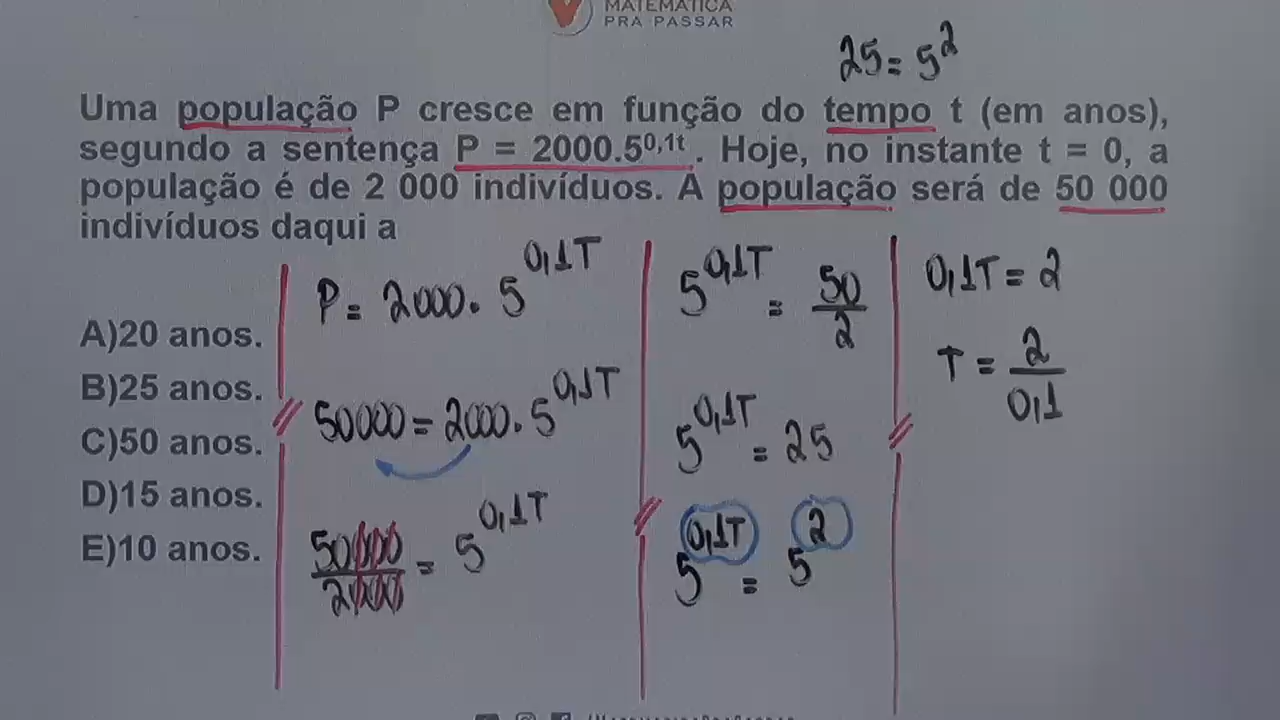 MATEMÁTICA
PRA PASSAR
25 = 5²
Uma população P cresce em função do tempo t (em anos),
segundo a sentença P = 2000.5⁰,¹ᵗ. Hoje, no instante t = 0, a
população é de 2 000 indivíduos. A população será de 50 000
indivíduos daqui a
A)20 anos.
B)25 anos.
C)50 anos.
D)15 anos.
E)10 anos.
P = 2000 . 5^0,1T
50000 = 2000 . 5^0,1T
50000/2000 = 5^0,1T
5^0,1T = 50/2
5^0,1T = 25
5^0,1T = 5^2
0,1T = 2
T = 2/0,1